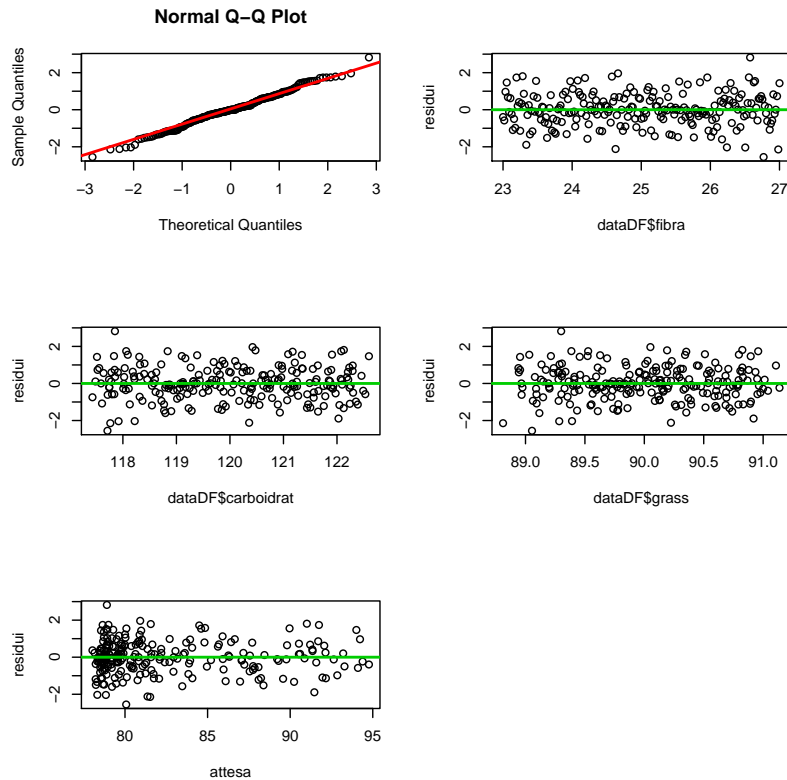 Normal Q−Q Plot
Sample Quantiles
−2 0 2
−3 −2 −1 0 1 2 3
Theoretical Quantiles
residui
−2 0 2
23 24 25 26 27
dataDF$fibra
residui
−2 0 2
118 119 120 121 122
dataDF$carboidrat
residui
−2 0 2
89.0 89.5 90.0 90.5 91.0
dataDF$grass
residui
−2 0 2
80 85 90 95
attesa